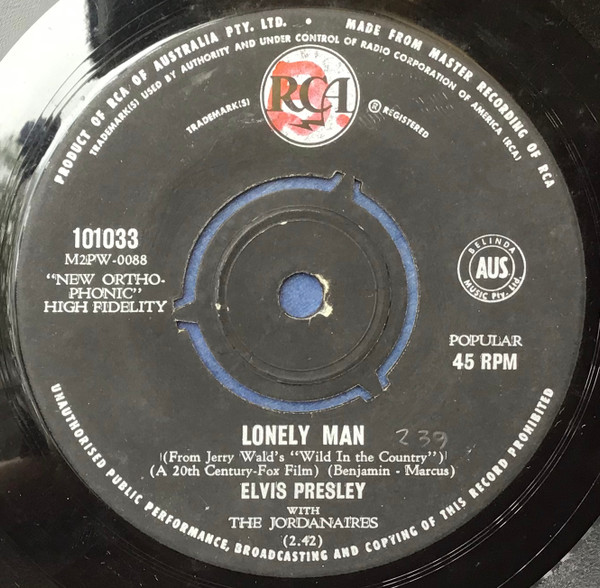 PRODUCT OF RCA OF AUSTRALIA PTY. LTD. • MADE FROM MASTER RECORDING OF RCA
TRADEMARK(S) USED BY AUTHORITY AND UNDER CONTROL OF RADIO CORPORATION OF AMERICA (RCA)
RCA
TRADEMARK(S) ® REGISTERED
101033
M2PW-0088
"NEW ORTHO-
PHONIC"
HIGH FIDELITY
BELINDA
AUS.
MUSIC Pty. Ltd.
POPULAR
45 RPM
LONELY MAN
239
(From Jerry Wald's "Wild In the Country")
(A 20th Century-Fox Film) (Benjamin - Marcus)
ELVIS PRESLEY
WITH
THE JORDANAIRES
(2.42)
UNAUTHORISED PUBLIC PERFORMANCE, BROADCASTING AND COPYING OF THIS RECORD PROHIBITED